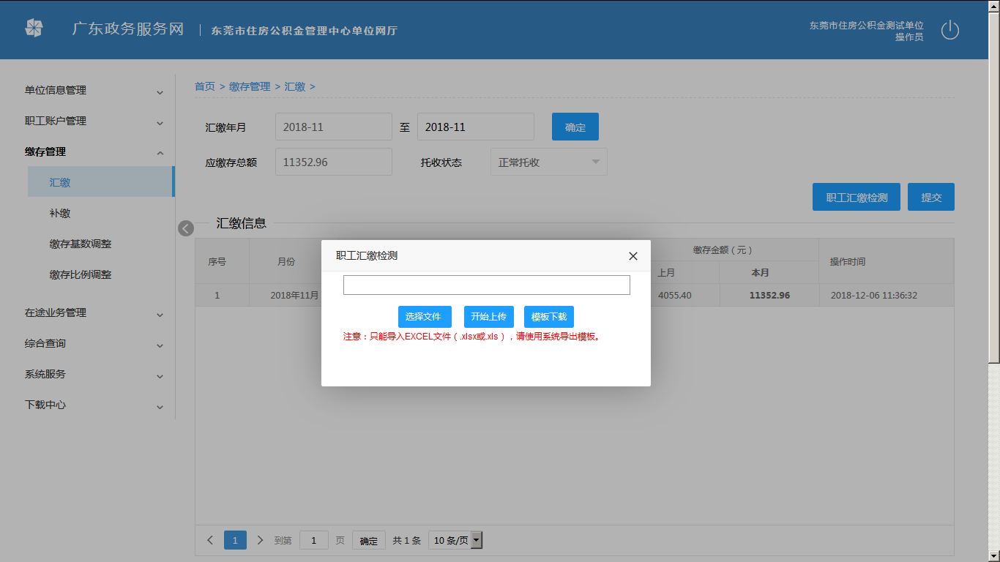 广东政务服务网 | 东莞市住房公积金管理中心单位网厅
东莞市住房公积金测试单位
操作员
单位信息管理
职工账户管理
缴存管理
汇缴
补缴
缴存基数调整
缴存比例调整
在途业务管理
综合查询
系统服务
下载中心
首页 > 缴存管理 > 汇缴 >
汇缴年月 2018-11 至 2018-11 确定
应缴存总额 11352.96 托收状态 正常托收
职工汇缴检测 提交
汇缴信息
序号 月份 缴存金额（元） 操作时间
上月 本月
1 2018年11月 4055.40 11352.96 2018-12-06 11:36:32
职工汇缴检测
选择文件 开始上传 模板下载
注意：只能导入EXCEL文件（.xlsx或.xls），请使用系统导出模板。
1 到第 1 页 确定 共 1 条 10 条/页